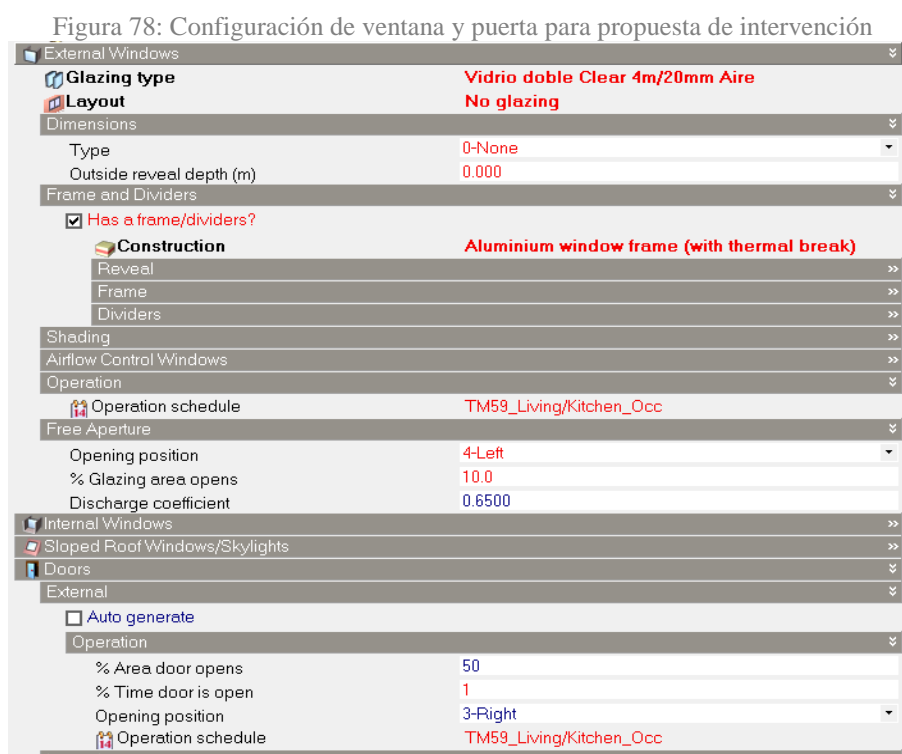 Figura 78: Configuración de ventana y puerta para propuesta de intervención
External Windows
Glazing type Vidrio doble Clear 4m/20mm Aire
Layout No glazing
Dimensions
Type 0-None
Outside reveal depth (m) 0.000
Frame and Dividers
Has a frame/dividers?
Construction Aluminium window frame (with thermal break)
Reveal
Frame
Dividers
Shading
Airflow Control Windows
Operation
Operation schedule TM59_Living/Kitchen_Occ
Free Aperture
Opening position 4-Left
% Glazing area opens 10.0
Discharge coefficient 0.6500
Internal Windows
Sloped Roof Windows/Skylights
Doors
External
Auto generate
Operation
% Area door opens 50
% Time door is open 1
Opening position 3-Right
Operation schedule TM59_Living/Kitchen_Occ